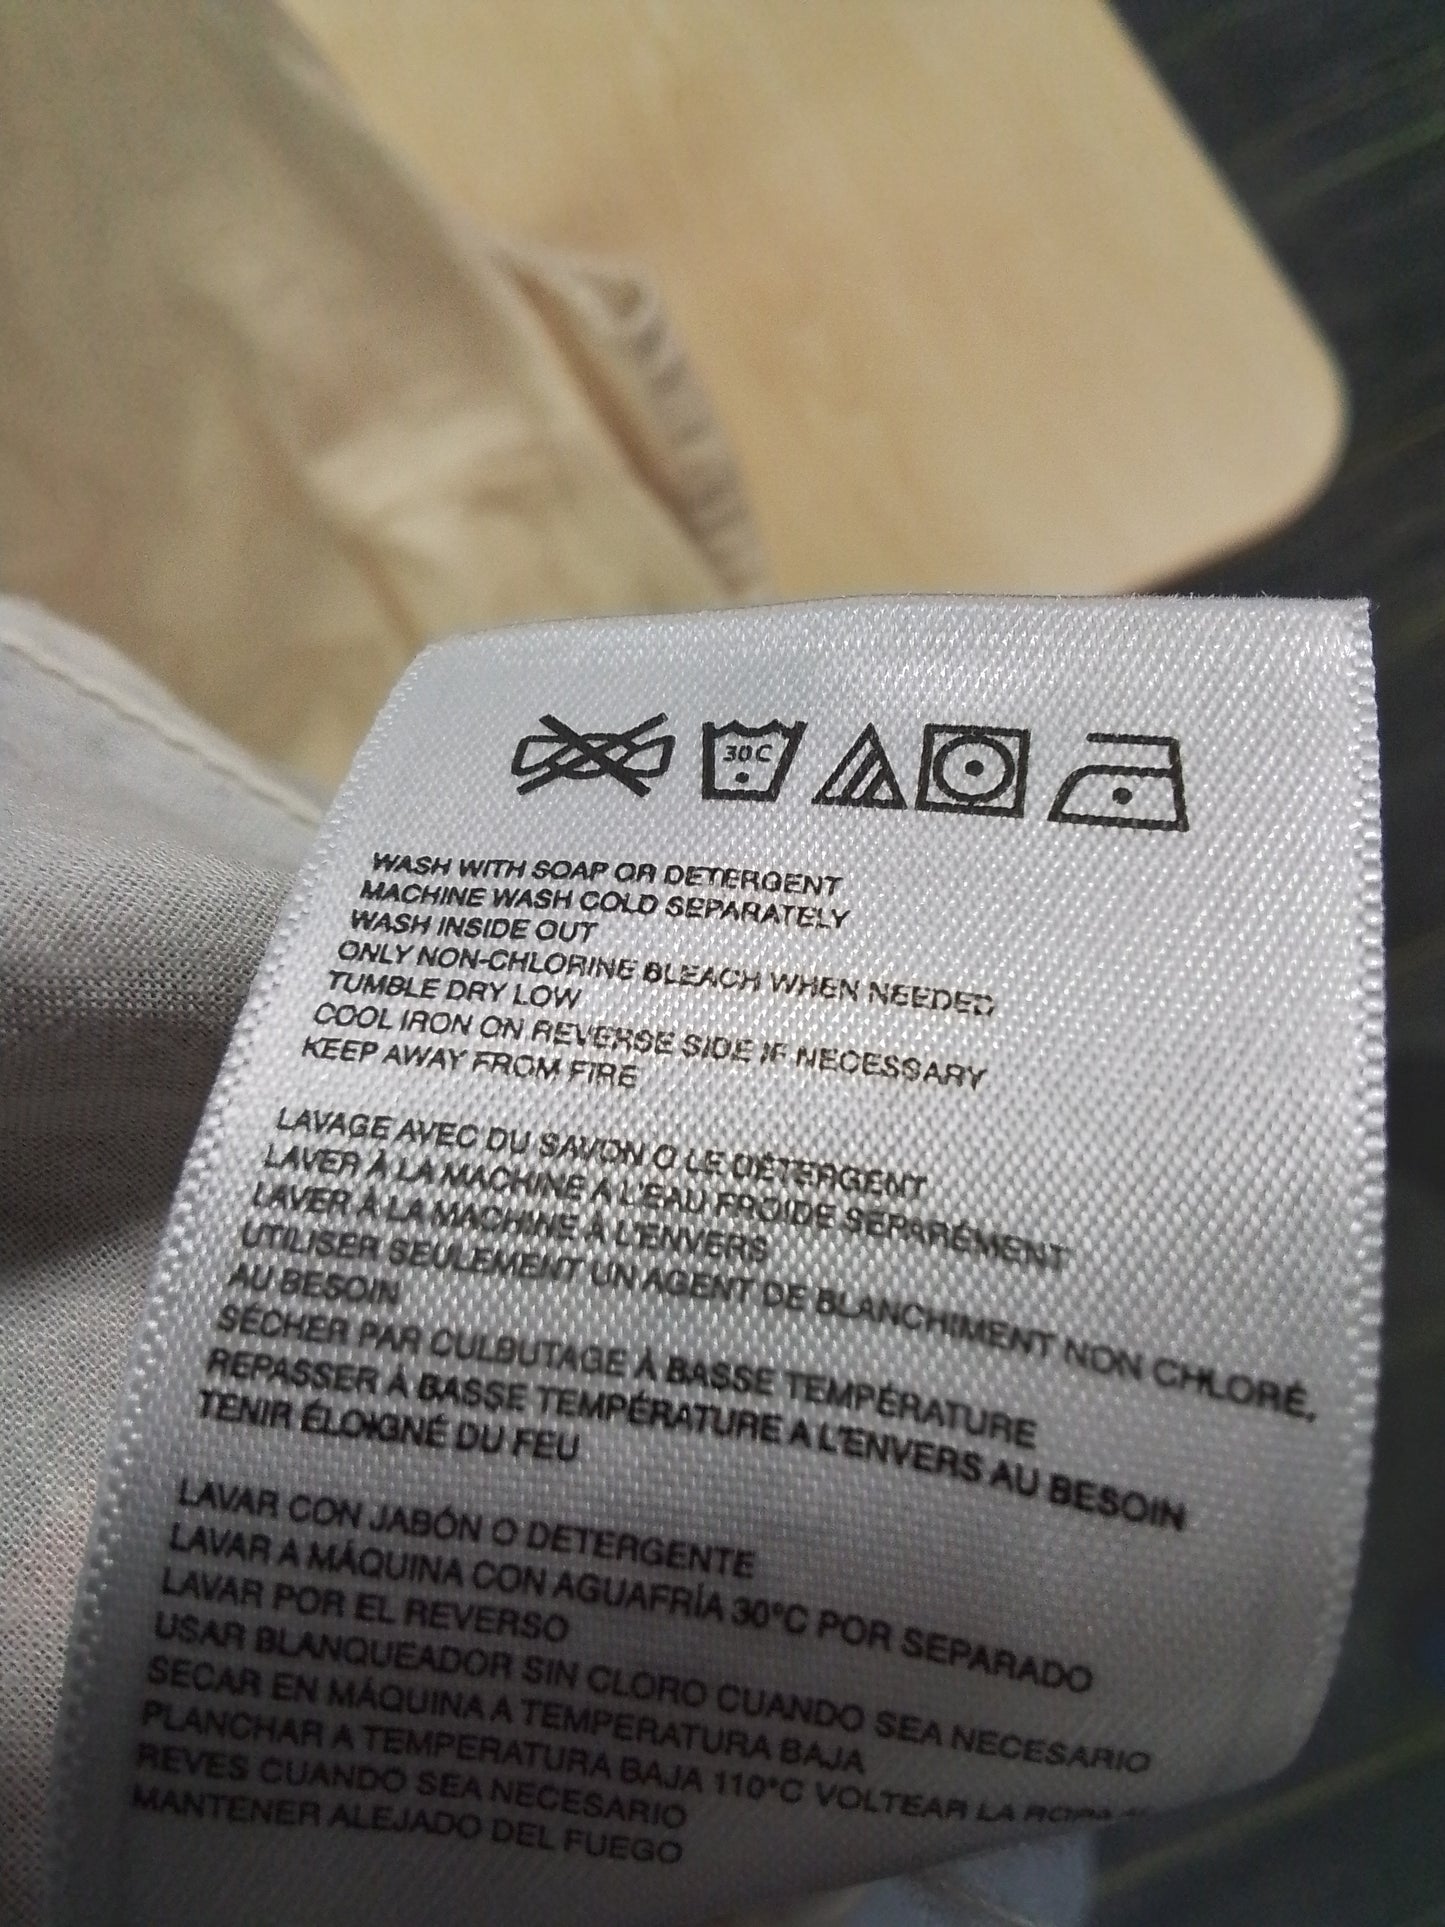 30C
WASH WITH SOAP OR DETERGENT
MACHINE WASH COLD SEPARATELY
WASH INSIDE OUT
ONLY NON-CHLORINE BLEACH WHEN NEEDED
TUMBLE DRY LOW
COOL IRON ON REVERSE SIDE IF NECESSARY
KEEP AWAY FROM FIRE
LAVAGE AVEC DU SAVON O LE DÉTERGENT
LAVER À LA MACHINE A L'EAU FROIDE SEPARÉMENT
LAVER À LA MACHINE À L'ENVERS
UTILISER SEULEMENT UN AGENT DE BLANCHIMENT NON CHLORÉ,
AU BESOIN
SÉCHER PAR CULBUTAGE À BASSE TEMPÉRATURE
REPASSER À BASSE TEMPÉRATURE A L'ENVERS AU BESOIN
TENIR ÉLOIGNÉ DU FEU
LAVAR CON JABÓN O DETERGENTE
LAVAR A MÁQUINA CON AGUAFRÍA 30°C POR SEPARADO
LAVAR POR EL REVERSO
USAR BLANQUEADOR SIN CLORO CUANDO SEA NECESARIO
SECAR EN MÁQUINA A TEMPERATURA BAJA
PLANCHAR A TEMPERATURA BAJA 110°C VOLTEAR LA ROPA
REVES CUANDO SEA NECESARIO
MANTENER ALEJADO DEL FUEGO